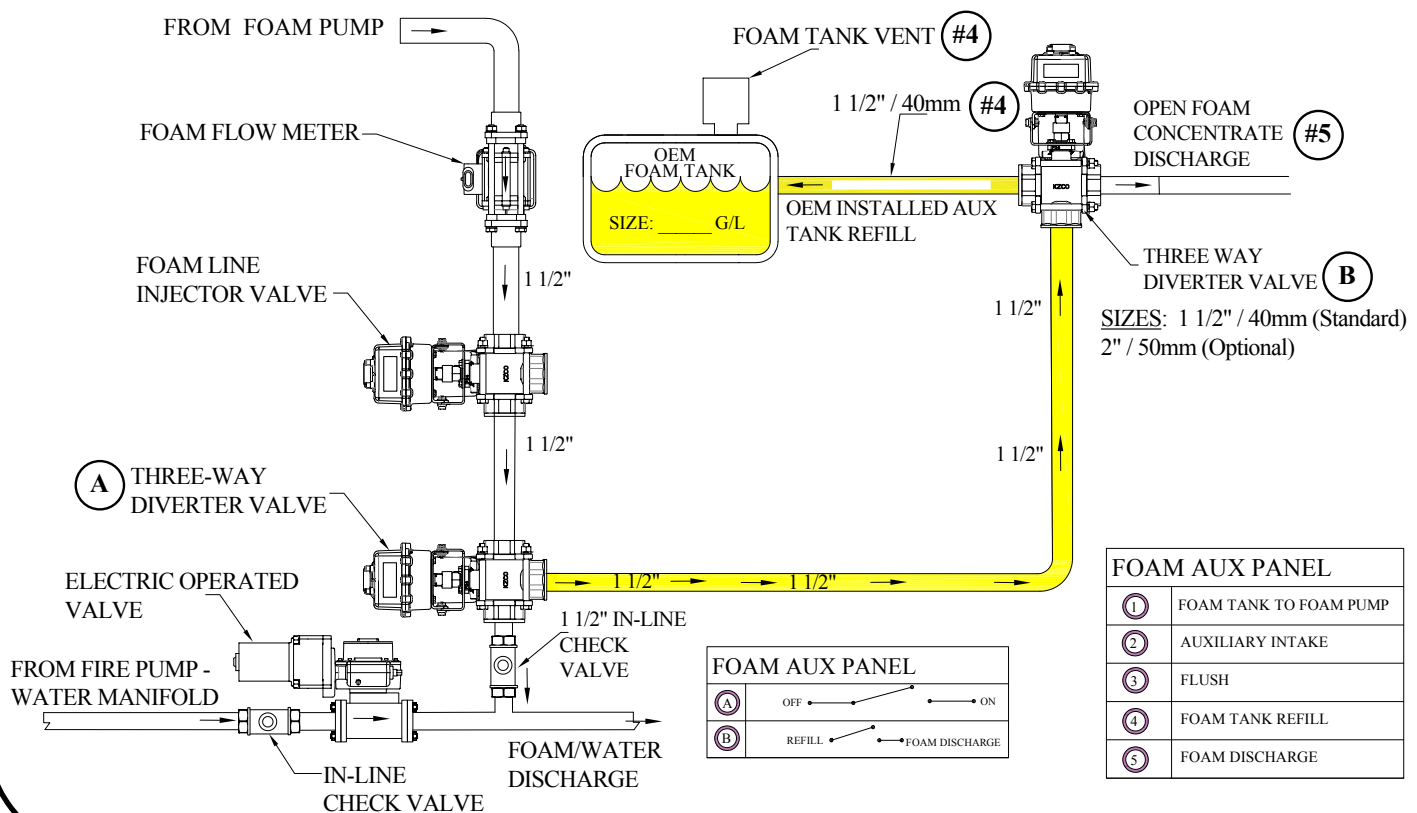 FROM FOAM PUMP
FOAM FLOW METER
FOAM TANK VENT
#4
1 1/2" / 40mm
#4
OPEN FOAM
CONCENTRATE
DISCHARGE
#5
OEM
FOAM TANK
SIZE: ______ G/L
OEM INSTALLED AUX
TANK REFILL
KZCO
THREE WAY
DIVERTER VALVE
B
SIZES: 1 1/2" / 40mm (Standard)
2" / 50mm (Optional)
FOAM LINE
INJECTOR VALVE
1 1/2"
KZCO
1 1/2"
1 1/2"
1 1/2"
A
THREE-WAY
DIVERTER VALVE
KZCO
1 1/2"
1 1/2"
ELECTRIC OPERATED
VALVE
1 1/2" IN-LINE
CHECK
VALVE
FROM FIRE PUMP -
WATER MANIFOLD
IN-LINE
CHECK VALVE
FOAM/WATER
DISCHARGE
FOAM AUX PANEL
A OFF ON
B REFILL FOAM DISCHARGE
FOAM AUX PANEL
1 FOAM TANK TO FOAM PUMP
2 AUXILIARY INTAKE
3 FLUSH
4 FOAM TANK REFILL
5 FOAM DISCHARGE